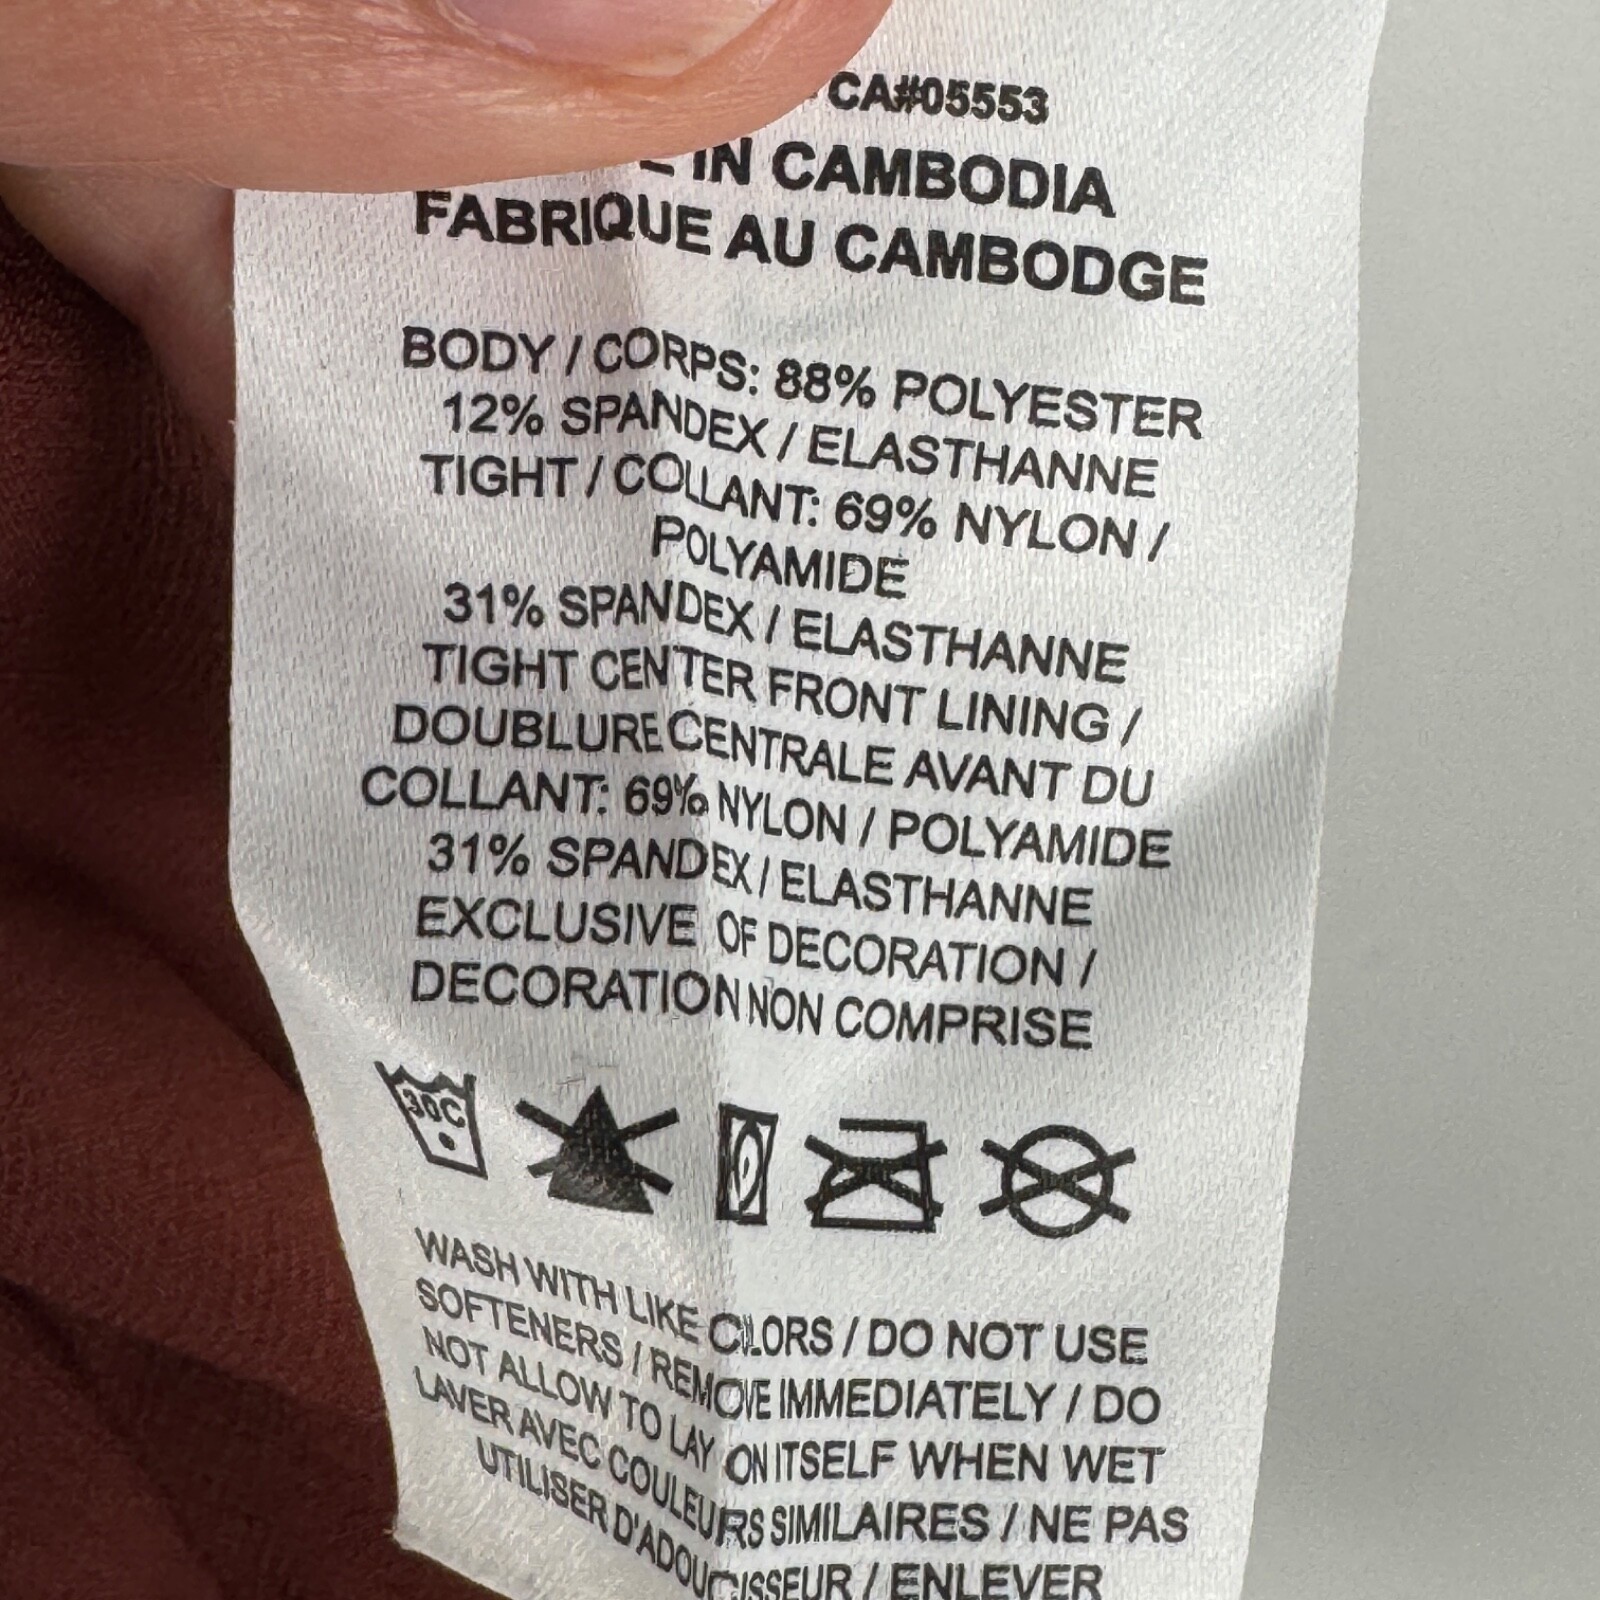 CA#05553
IN CAMBODIA
FABRIQUE AU CAMBODGE
BODY / CORPS: 88% POLYESTER
12% SPANDEX / ELASTHANNE
TIGHT / COLLANT: 69% NYLON /
POLYAMIDE
31% SPANDEX / ELASTHANNE
TIGHT CENTER FRONT LINING /
DOUBLURE CENTRALE AVANT DU
COLLANT: 69% NYLON / POLYAMIDE
31% SPANDEX / ELASTHANNE
EXCLUSIVE OF DECORATION /
DECORATION NON COMPRISE
30C
WASH WITH LIKE COLORS / DO NOT USE
SOFTENERS / REMOVE IMMEDIATELY / DO
NOT ALLOW TO LAY ON ITSELF WHEN WET
LAVER AVEC COULEURS SIMILAIRES / NE PAS
UTILISER D'ADOUCISSEUR / ENLEVER